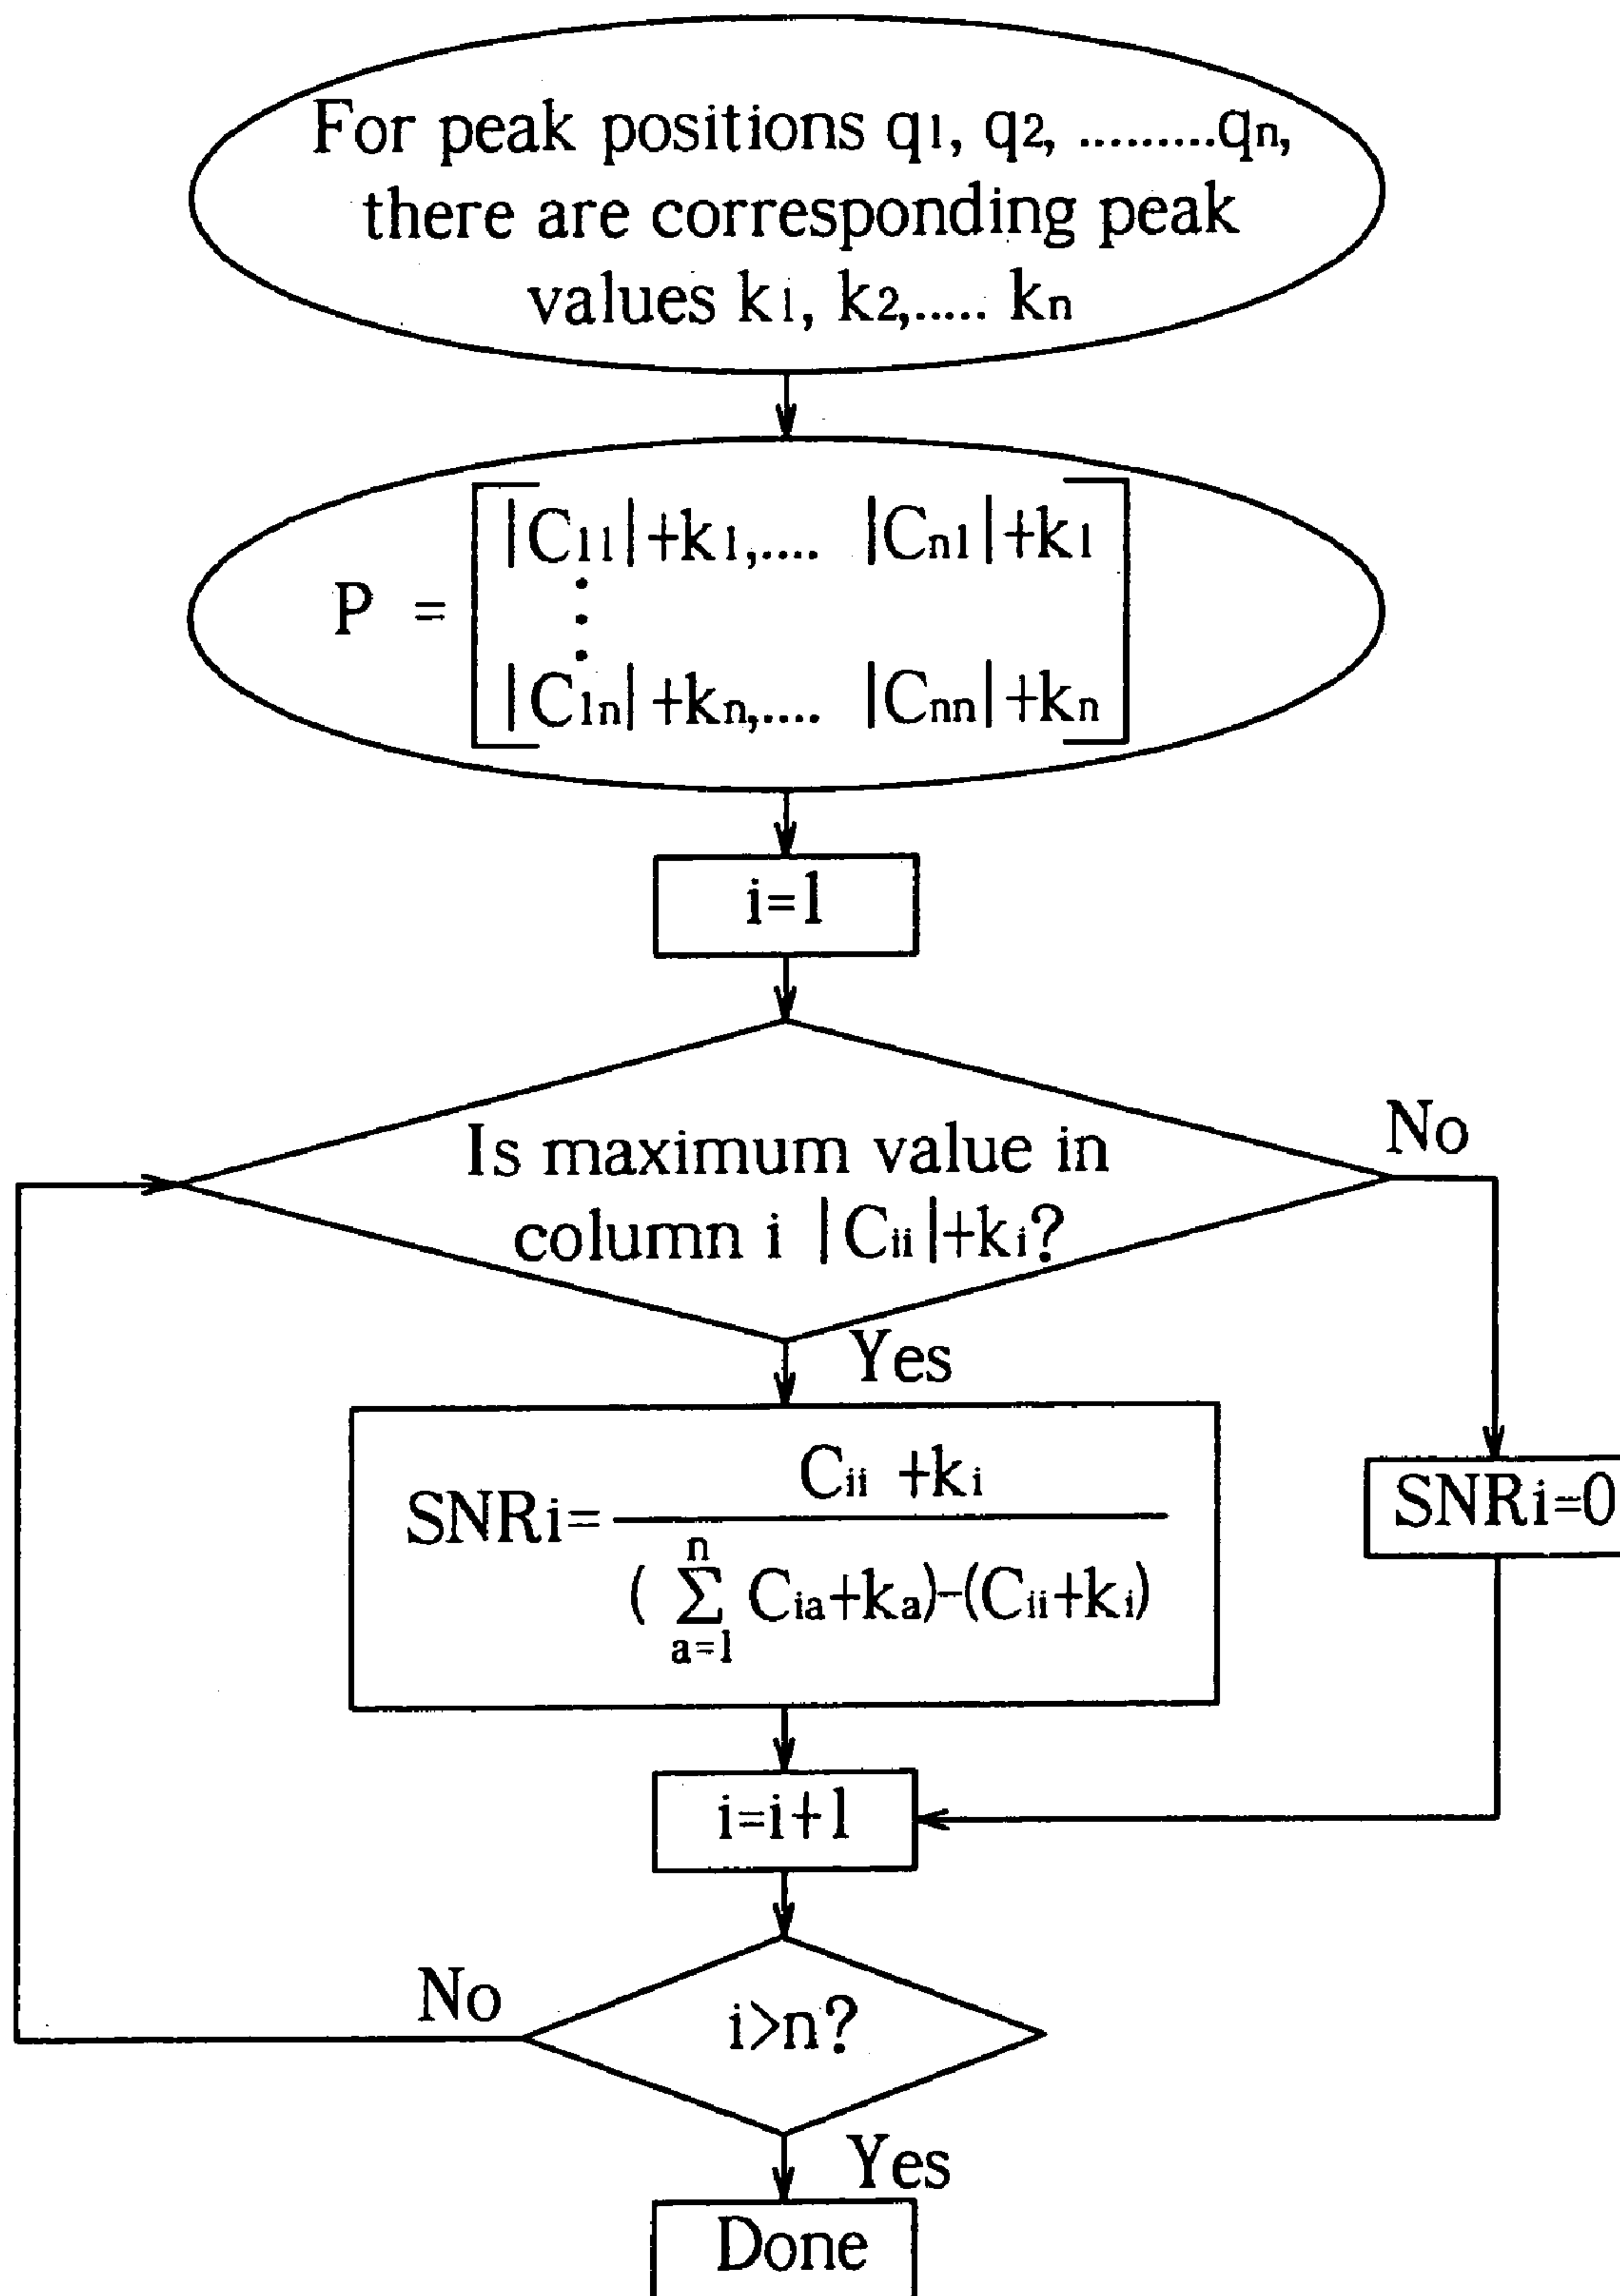 For peak positions q1, q2, .........qn,
there are corresponding peak
values k1, k2,..... kn
|C11|+k1,.... |Cn1|+k1
P =
|C1n|+kn,.... |Cnn|+kn
i=1
Is maximum value in
column i |Cii|+ki?
No
Yes
SNRi= Cii +ki
( n Σ a=1 Cia+ka)-(Cii+ki)
SNRi=0
i=i+1
i>n?
No
Yes
Done